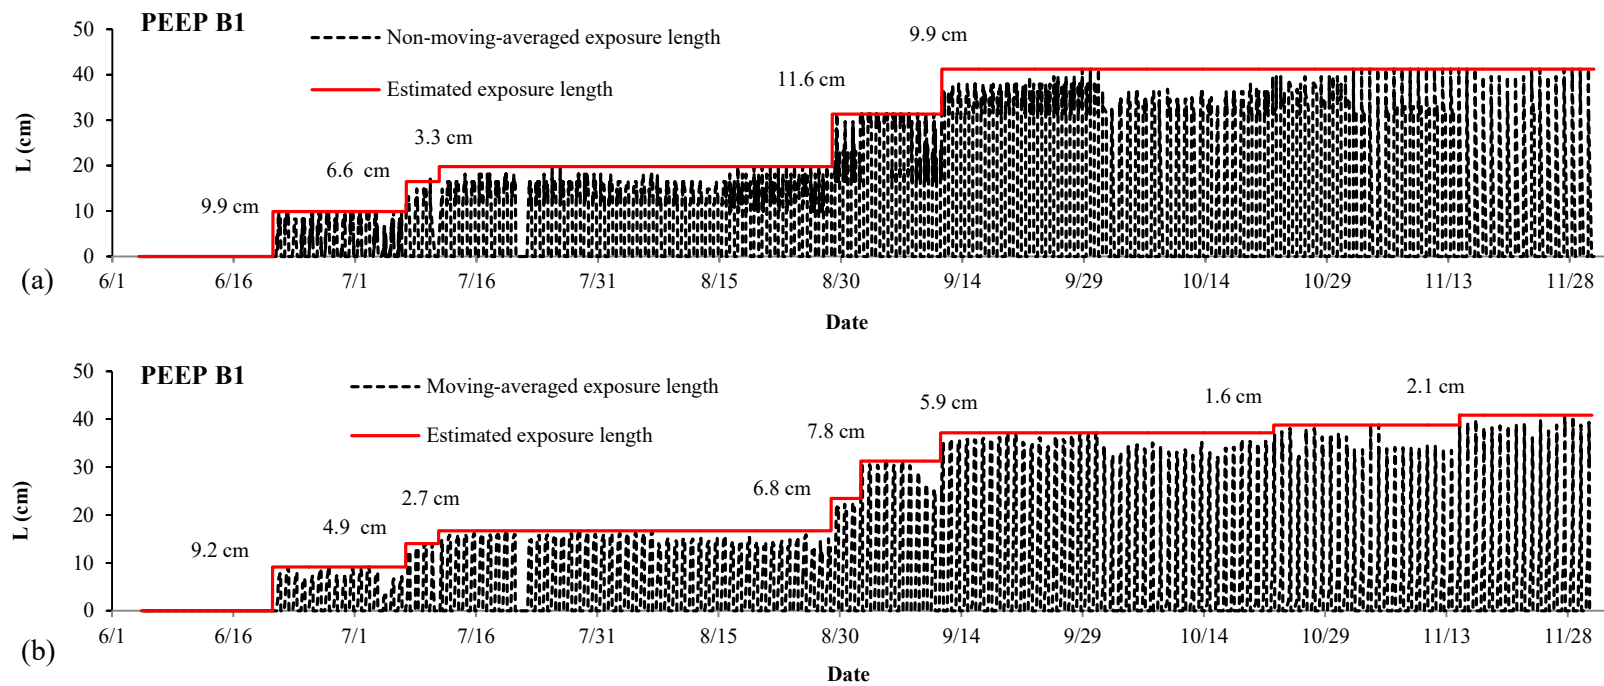 PEEP B1
Non-moving-averaged exposure length
Estimated exposure length
9.9 cm
11.6 cm
3.3 cm
6.6 cm
9.9 cm
L (cm)
50
40
30
20
10
0
6/1 6/16 7/1 7/16 7/31 8/15 8/30 9/14 9/29 10/14 10/29 11/13 11/28
(a)
Date
PEEP B1
Moving-averaged exposure length
Estimated exposure length
5.9 cm
1.6 cm
2.1 cm
7.8 cm
6.8 cm
2.7 cm
4.9 cm
9.2 cm
L (cm)
50
40
30
20
10
0
6/1 6/16 7/1 7/16 7/31 8/15 8/30 9/14 9/29 10/14 10/29 11/13 11/28
(b)
Date